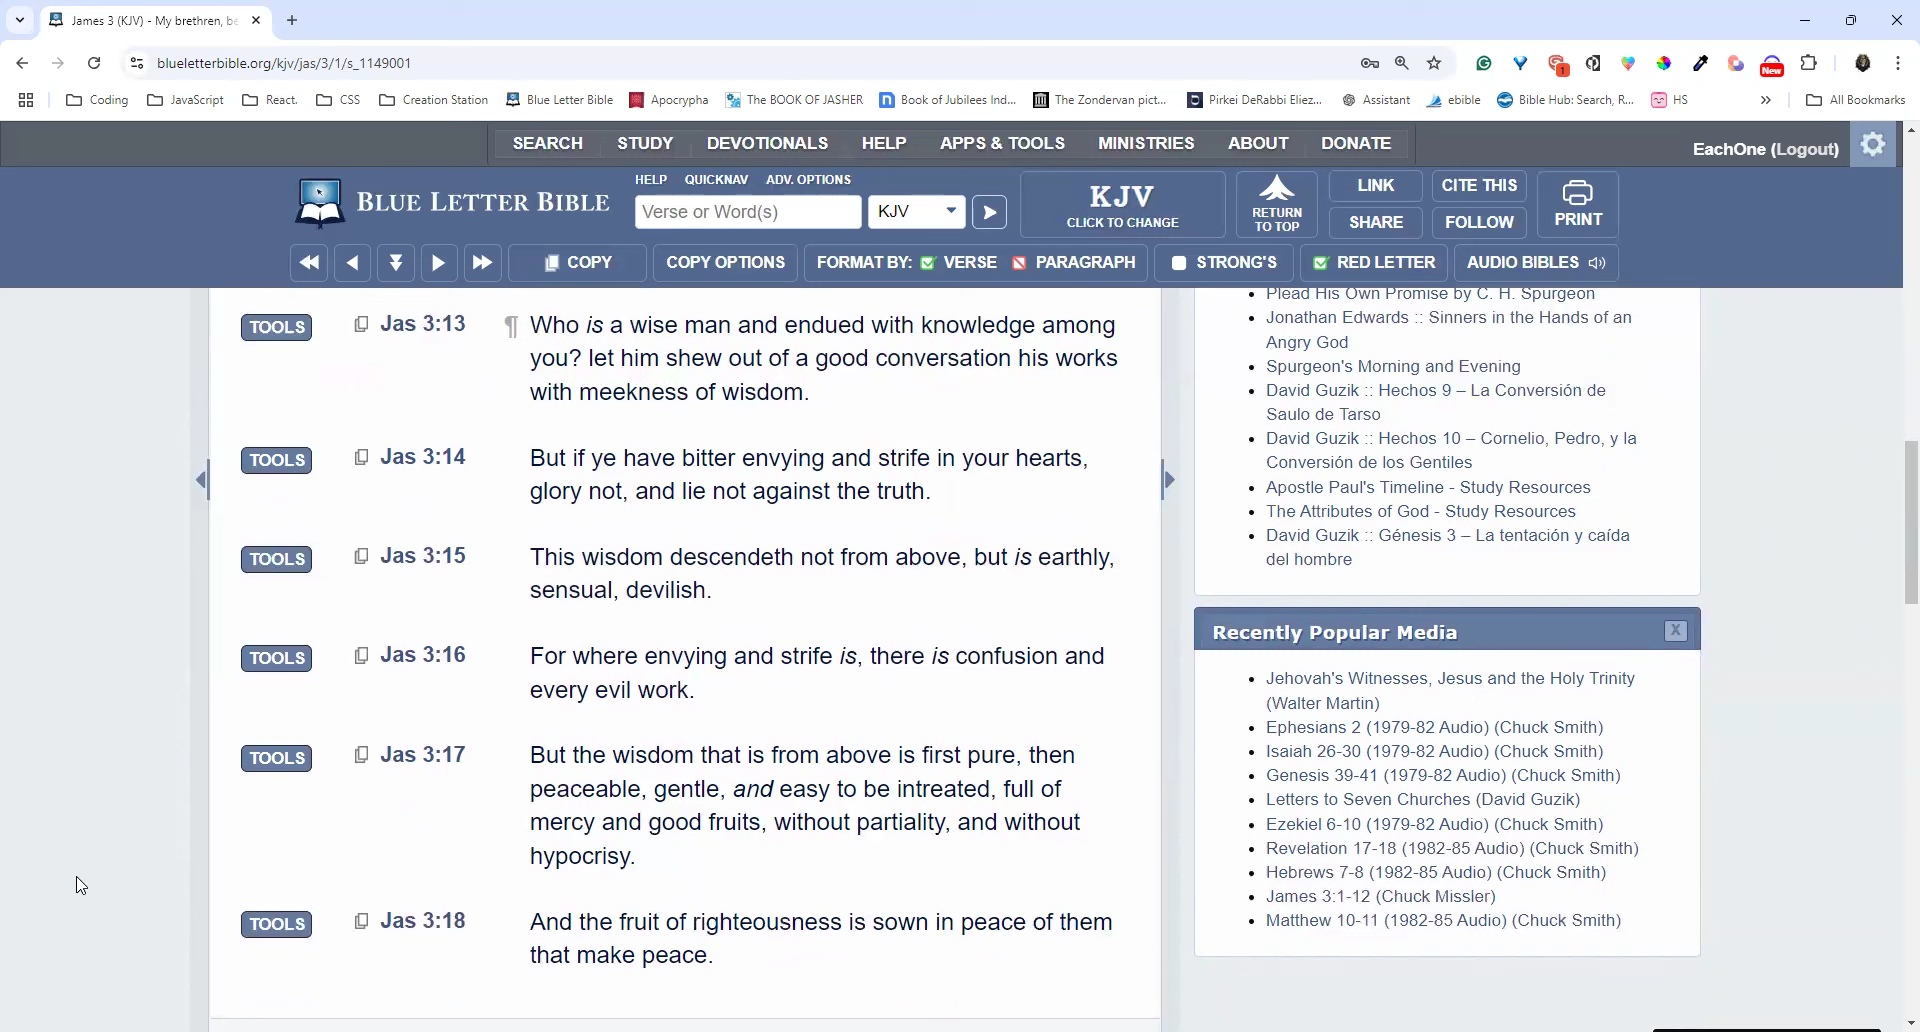 James 3 (KJV) - My brethren, be
blueletterbible.org/kjv/jas/3/1/s_1149001
1
New
Coding
JavaScript
React.
CSS
Creation Station
Blue Letter Bible
Apocrypha
The BOOK OF JASHER
Book of Jubilees Ind...
The Zondervan pict...
Pirkei DeRabbi Eliez...
Assistant
ebible
Bible Hub: Search, R...
HS
»
All Bookmarks
SEARCH STUDY DEVOTIONALS HELP APPS & TOOLS MINISTRIES ABOUT DONATE
EachOne (Logout)
BLUE LETTER BIBLE
HELP QUICKNAV ADV. OPTIONS
Verse or Word(s)
KJV
KJV
CLICK TO CHANGE
RETURN
TO TOP
LINK
CITE THIS
SHARE
FOLLOW
PRINT
COPY
COPY OPTIONS
FORMAT BY: VERSE PARAGRAPH
STRONG'S
RED LETTER
AUDIO BIBLES
TOOLS
Jas 3:13
¶ Who is a wise man and endued with knowledge among
you? let him shew out of a good conversation his works
with meekness of wisdom.
TOOLS
Jas 3:14
But if ye have bitter envying and strife in your hearts,
glory not, and lie not against the truth.
TOOLS
Jas 3:15
This wisdom descendeth not from above, but is earthly,
sensual, devilish.
TOOLS
Jas 3:16
For where envying and strife is, there is confusion and
every evil work.
TOOLS
Jas 3:17
But the wisdom that is from above is first pure, then
peaceable, gentle, and easy to be intreated, full of
mercy and good fruits, without partiality, and without
hypocrisy.
TOOLS
Jas 3:18
And the fruit of righteousness is sown in peace of them
that make peace.
Plead His Own Promise by C. H. Spurgeon
Jonathan Edwards :: Sinners in the Hands of an
Angry God
Spurgeon's Morning and Evening
David Guzik :: Hechos 9 – La Conversión de
Saulo de Tarso
David Guzik :: Hechos 10 – Cornelio, Pedro, y la
Conversión de los Gentiles
Apostle Paul's Timeline - Study Resources
The Attributes of God - Study Resources
David Guzik :: Génesis 3 – La tentación y caída
del hombre
Recently Popular Media
X
Jehovah's Witnesses, Jesus and the Holy Trinity
(Walter Martin)
Ephesians 2 (1979-82 Audio) (Chuck Smith)
Isaiah 26-30 (1979-82 Audio) (Chuck Smith)
Genesis 39-41 (1979-82 Audio) (Chuck Smith)
Letters to Seven Churches (David Guzik)
Ezekiel 6-10 (1979-82 Audio) (Chuck Smith)
Revelation 17-18 (1982-85 Audio) (Chuck Smith)
Hebrews 7-8 (1982-85 Audio) (Chuck Smith)
James 3:1-12 (Chuck Missler)
Matthew 10-11 (1982-85 Audio) (Chuck Smith)